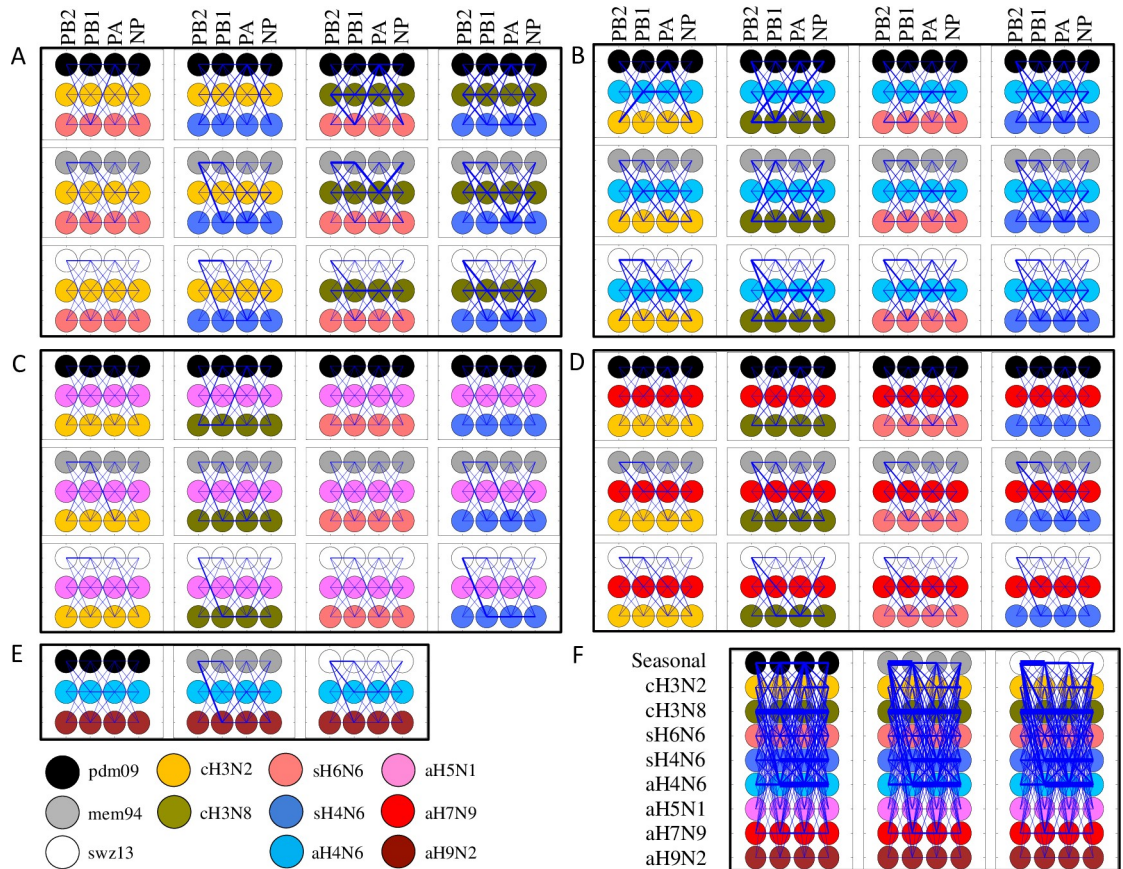 PB2 PB1 PA NP PB2 PB1 PA NP PB2 PB1 PA NP PB2 PB1 PA NP
PB2 PB1 PA NP PB2 PB1 PA NP PB2 PB1 PA NP PB2 PB1 PA NP
A
B
C
D
E
pdm09 cH3N2 sH6N6 aH5N1
mem94 cH3N8 sH4N6 aH7N9
swz13 aH4N6 aH9N2
F
Seasonal
cH3N2
cH3N8
sH6N6
sH4N6
aH4N6
aH5N1
aH7N9
aH9N2